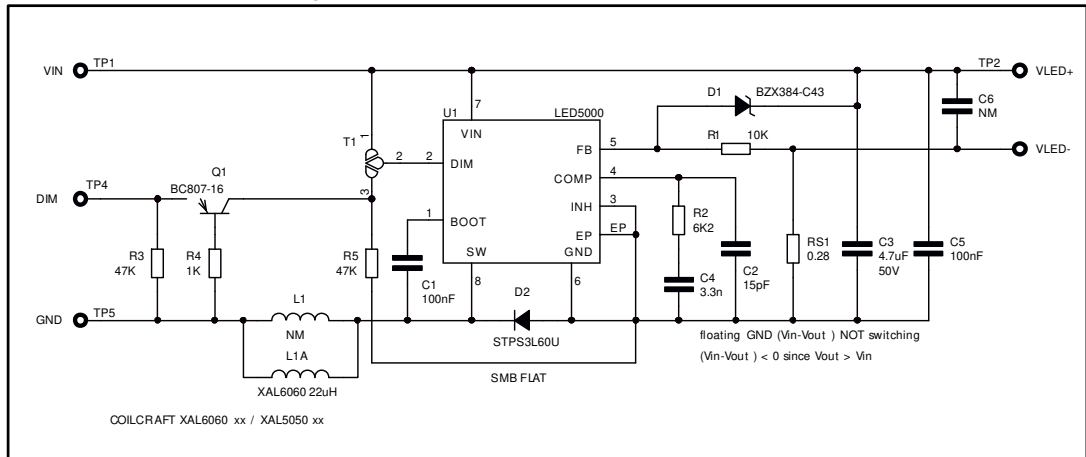 VIN
TP1
TP2
VLED+
D1
BZX384-C43
C6
NM
U1
LED5000
7
VIN
T1
1
2
3
2
DIM
FB
5
R1
10K
VLED-
COMP
4
Q1
BC807-16
DIM
TP4
1
BOOT
INH
3
R2
6K2
EP
EP
SW
GND
R3
47K
R4
1K
R5
47K
C1
100nF
8
6
C4
3.3n
C2
15pF
RS1
0.28
C3
4.7uF
50V
C5
100nF
L1
D2
GND
TP5
NM
STPS3L60U
floating GND (Vin-Vout ) NOT switching
(Vin-Vout ) < 0 since Vout > Vin
L1A
SMB FLAT
XAL6060 22uH
COILCRAFT XAL6060 xx / XAL5050 xx